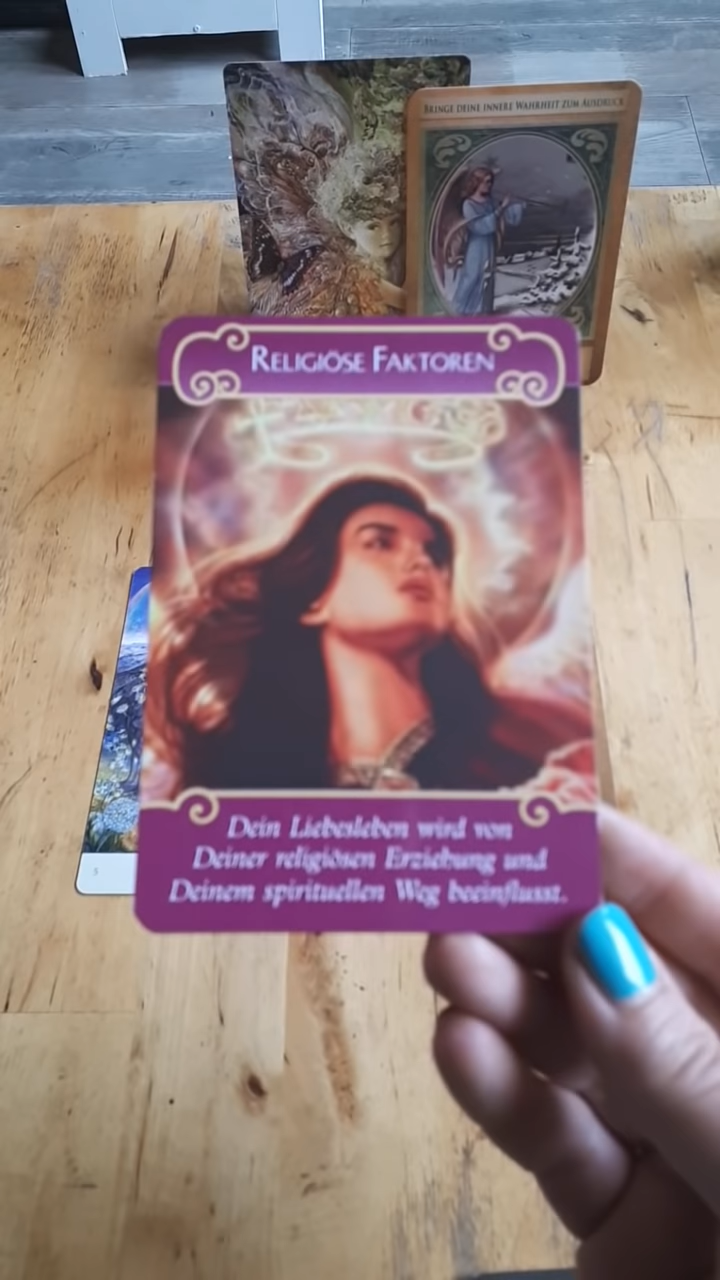 BRINGE DEINE INNERE WAHRHEIT ZUM AUSDRUCK
RELIGIÖSE FAKTOREN
Dein Liebesleben wird von
Deiner religiösen Erziehung und
Deinem spirituellen Weg beeinflusst.
5